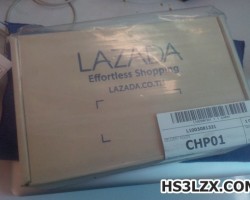 LAZADA
Effortless Shopping
LAZADA.CO.TH
CHP01
HS3LZX.COM